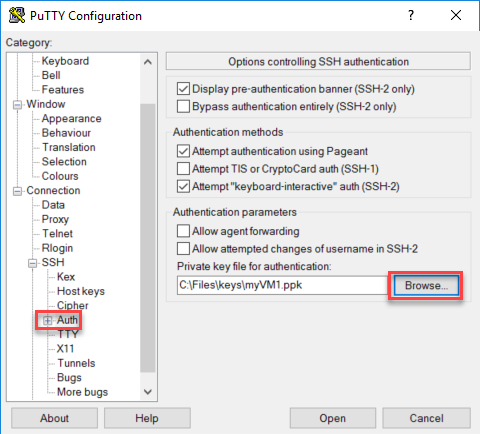 PuTTY Configuration
Category:
Keyboard
Bell
Features
Window
Appearance
Behaviour
Translation
Selection
Colours
Connection
Data
Proxy
Telnet
Rlogin
SSH
Kex
Host keys
Cipher
Auth
TTY
X11
Tunnels
Bugs
More bugs
Options controlling SSH authentication
Display pre-authentication banner (SSH-2 only)
Bypass authentication entirely (SSH-2 only)
Authentication methods
Attempt authentication using Pageant
Attempt TIS or CryptoCard auth (SSH-1)
Attempt "keyboard-interactive" auth (SSH-2)
Authentication parameters
Allow agent forwarding
Allow attempted changes of username in SSH-2
Private key file for authentication:
C:\Files\keys\myVM1.ppk
Browse...
About
Help
Open
Cancel